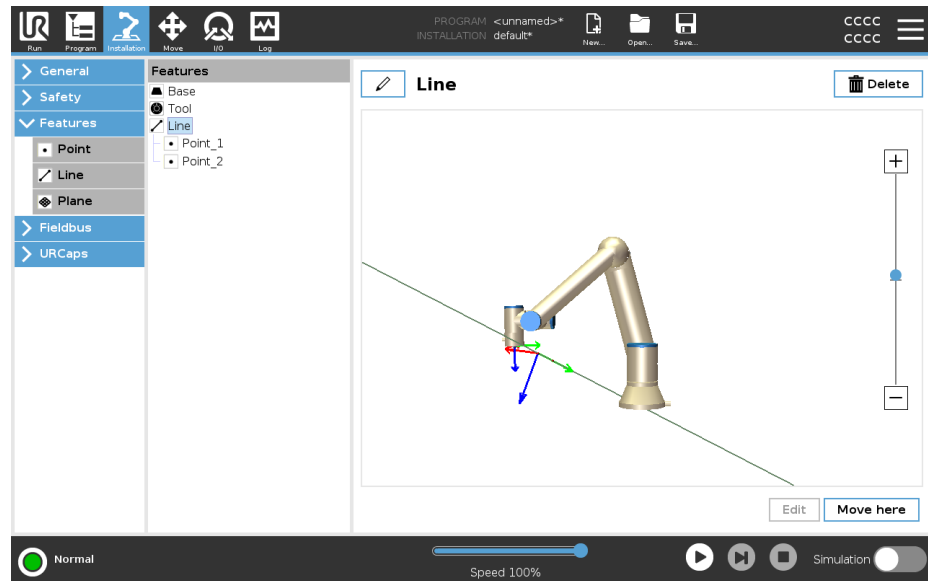 Run Program Installation Move I/O Log
PROGRAM <unnamed>*
INSTALLATION default*
New... Open... Save...
CCCC
CCCC
General
Safety
Features
Point
Line
Plane
Fieldbus
URCaps
Features
Base
Tool
Line
Point_1
Point_2
Line
Delete
Edit
Move here
Normal
Speed 100%
Simulation